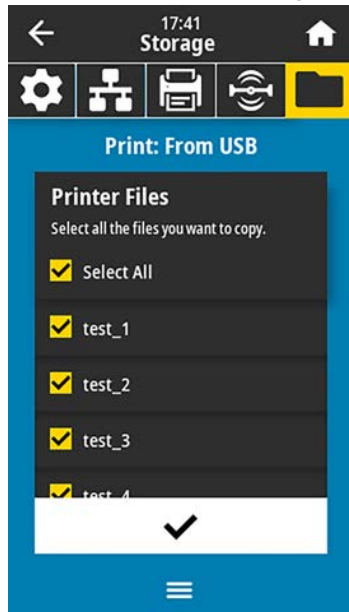 17:41
Storage
Print: From USB
Printer Files
Select all the files you want to copy.
Select All
test_1
test_2
test_3
test_4